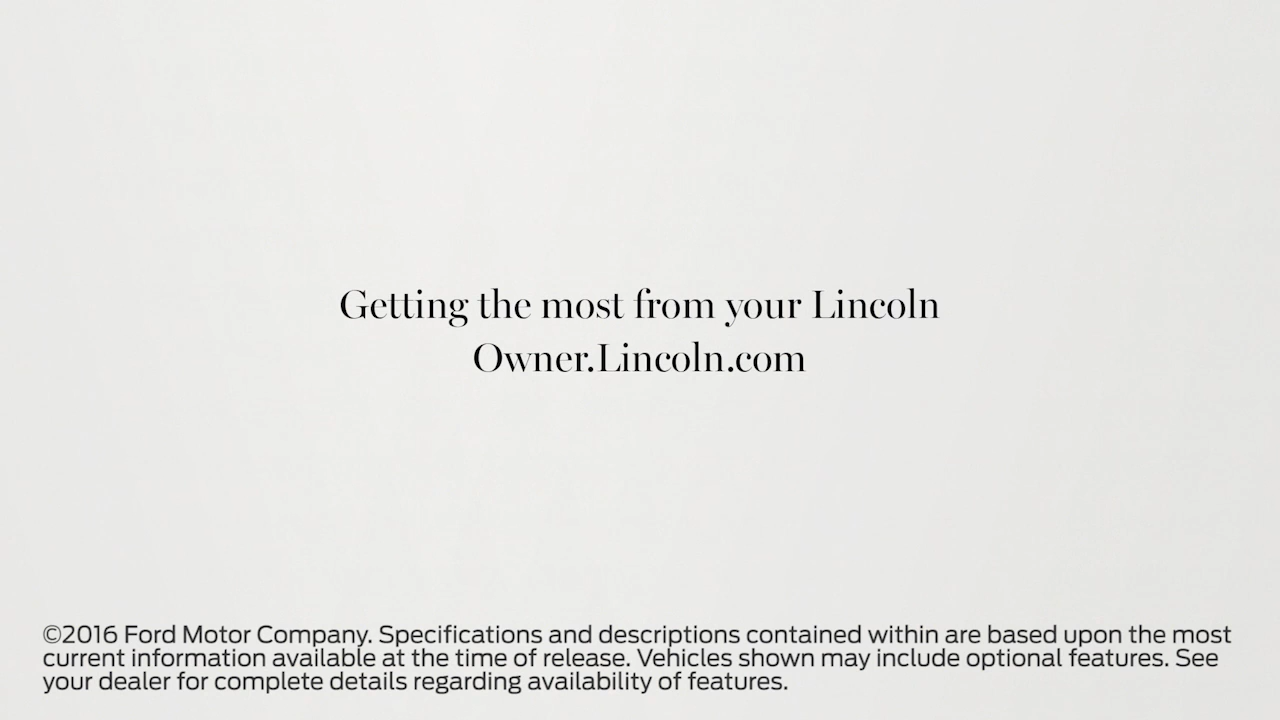 Getting the most from your Lincoln
Owner.Lincoln.com
©2016 Ford Motor Company. Specifications and descriptions contained within are based upon the most
current information available at the time of release. Vehicles shown may include optional features. See
your dealer for complete details regarding availability of features.